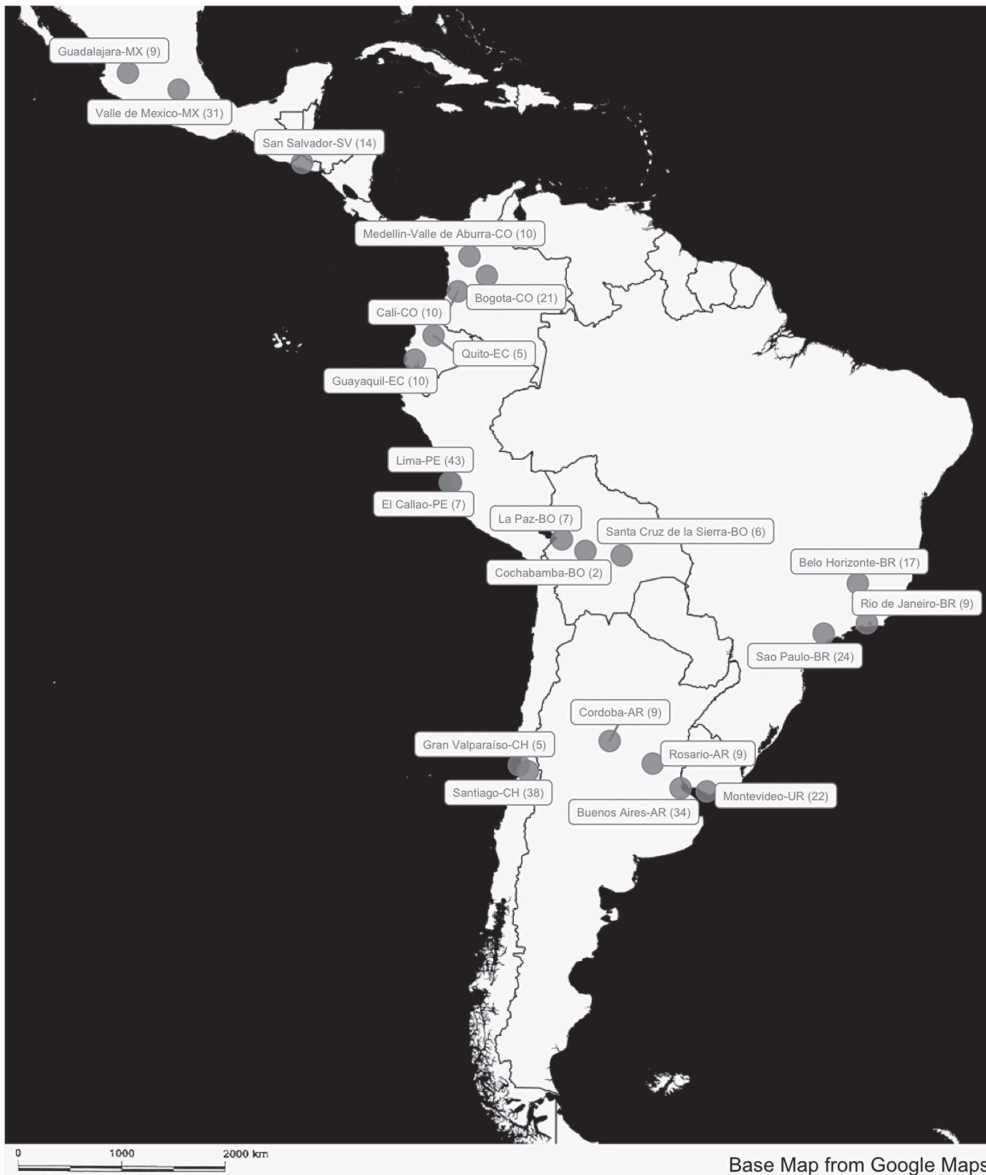 Guadalajara-MX (9)
Valle de Mexico-MX (31)
San Salvador-SV (14)
Medellin-Valle de Aburra-CO (10)
Bogota-CO (21)
Cali-CO (10)
Quito-EC (5)
Guayaquil-EC (10)
Lima-PE (43)
El Callao-PE (7)
La Paz-BO (7)
Santa Cruz de la Sierra-BO (6)
Cochabamba-BO (2)
Belo Horizonte-BR (17)
Rio de Janeiro-BR (9)
Sao Paulo-BR (24)
Cordoba-AR (9)
Gran Valparaíso-CH (5)
Rosario-AR (9)
Santiago-CH (38)
Montevideo-UR (22)
Buenos Aires-AR (34)
0 1000 2000 km
Base Map from Google Maps